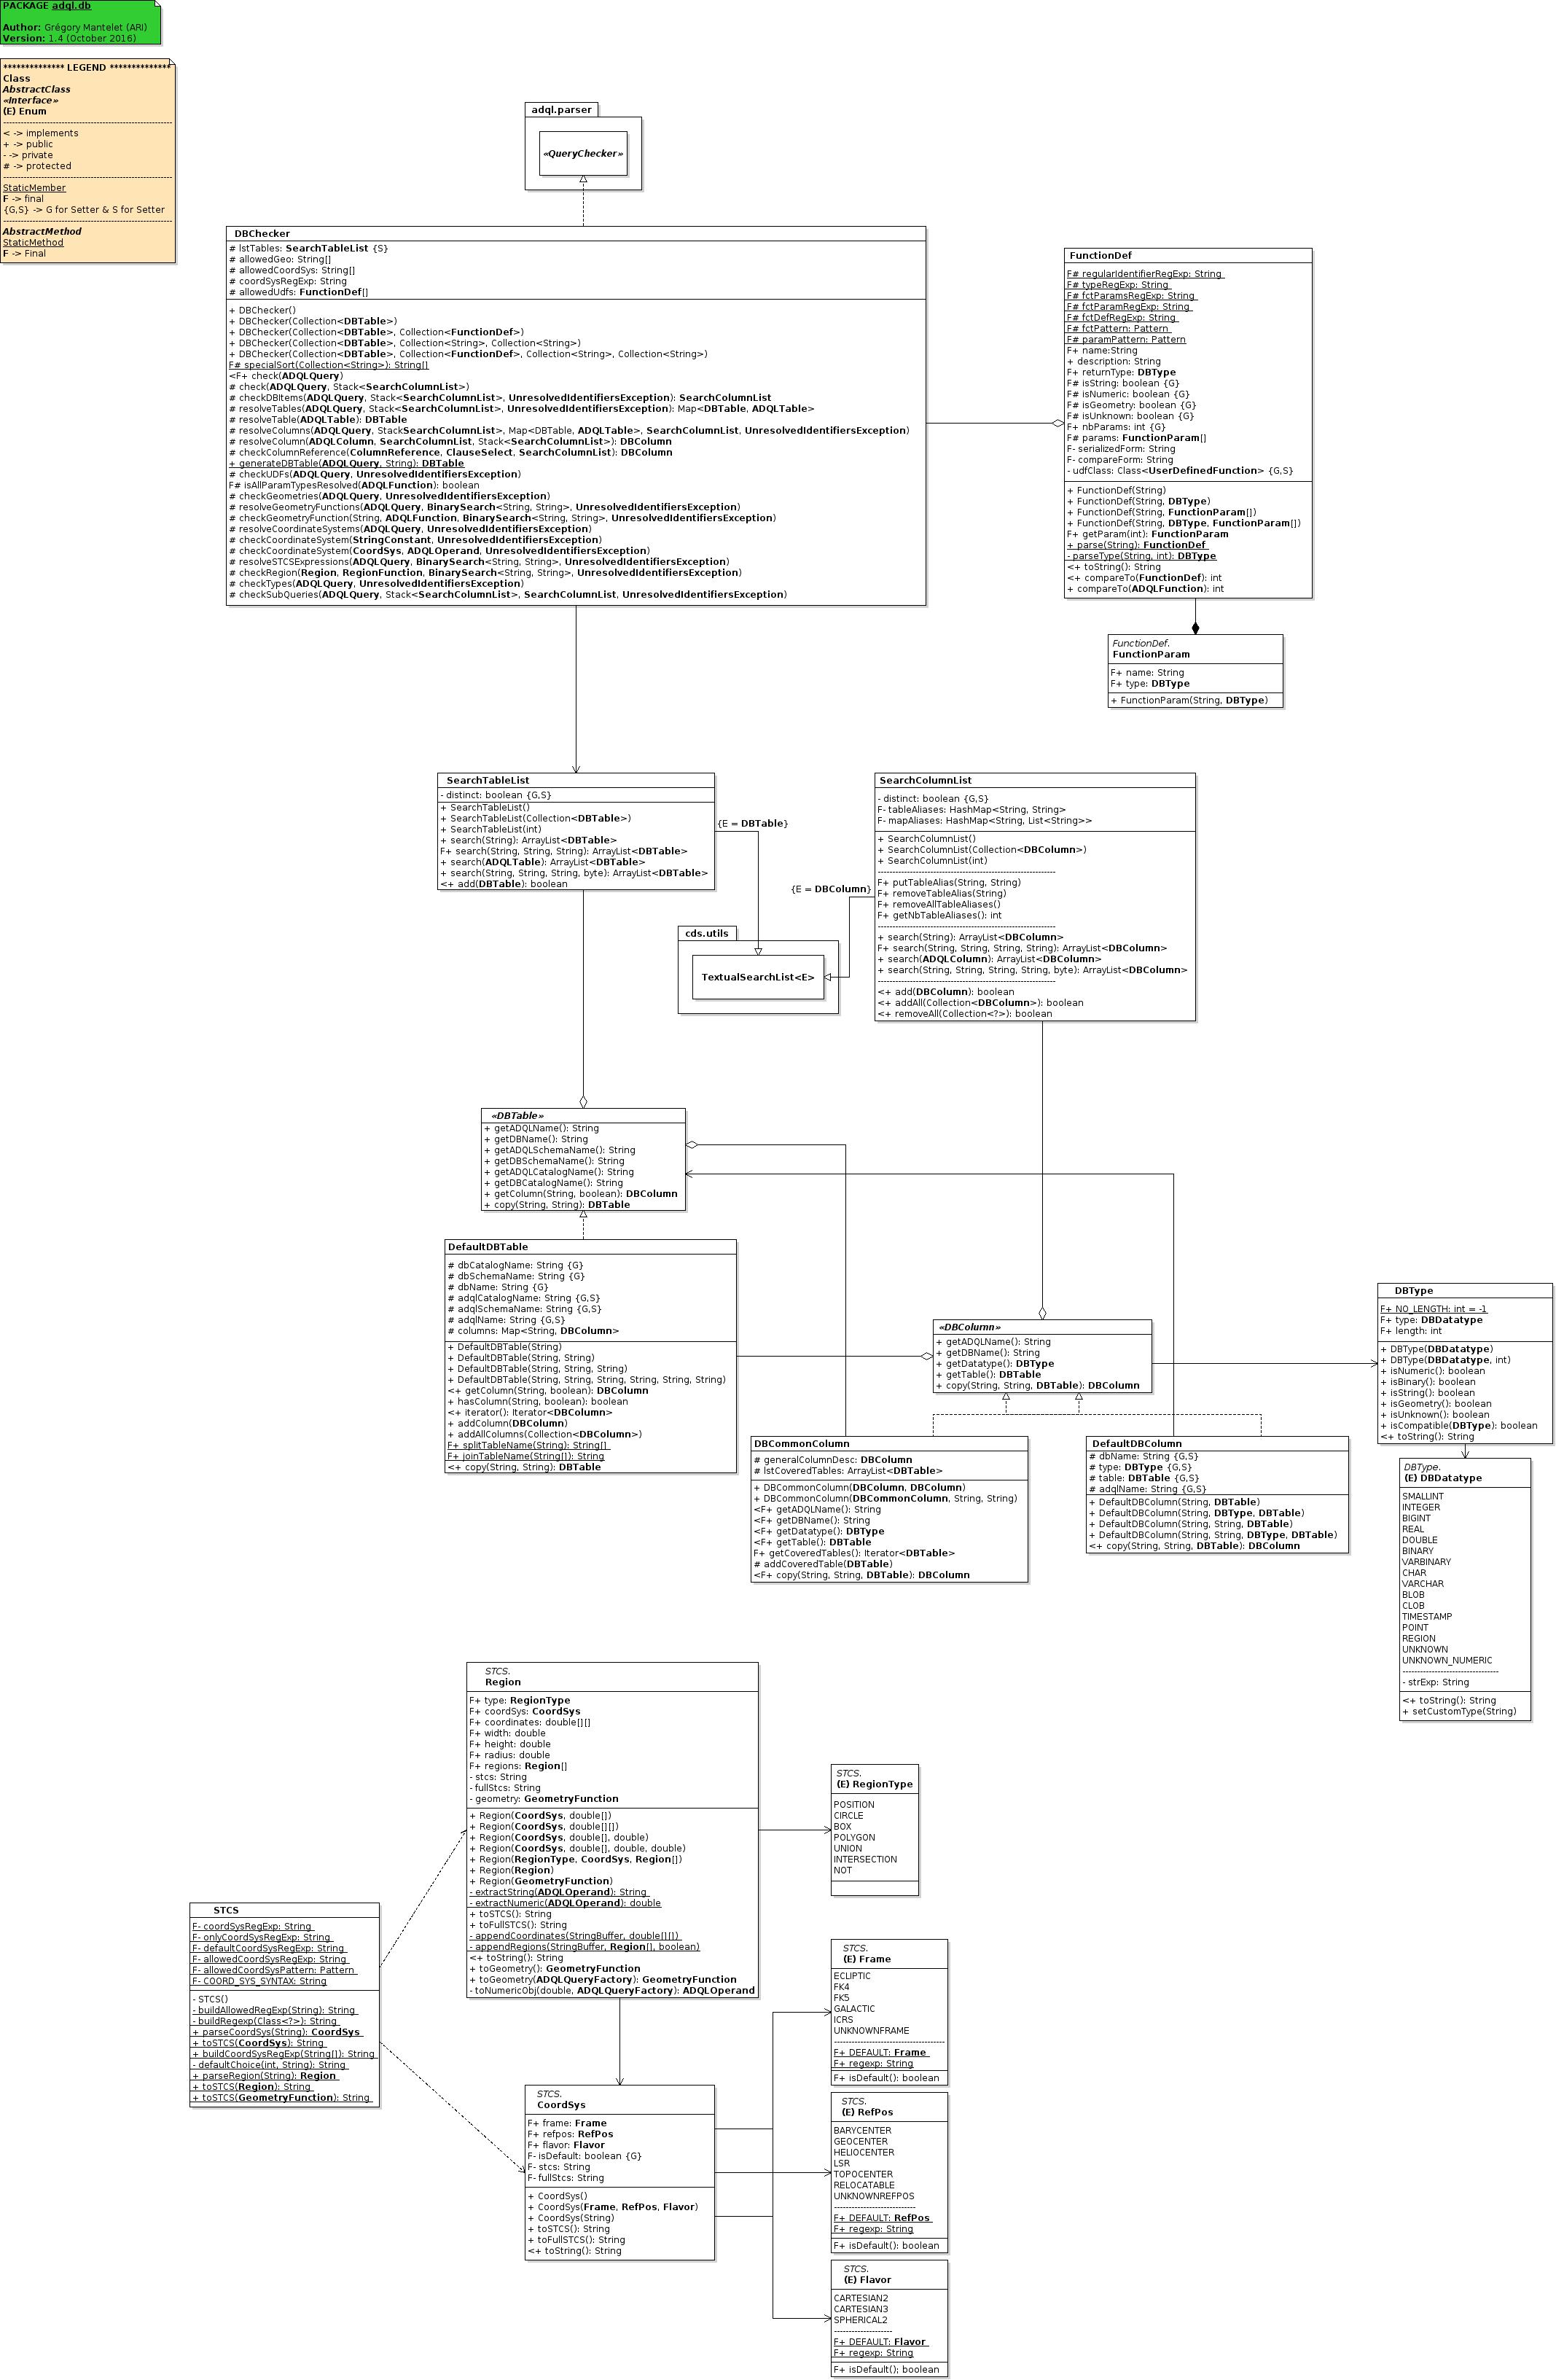 PACKAGE adql.db
Author: Grégory Mantelet (ARI)
Version: 1.4 (October 2016)
************** LEGEND **************
Class
AbstractClass
«Interface»
(E) Enum
----------------------------------------------------------
< -> implements
+ -> public
- -> private
# -> protected
----------------------------------------------------------
StaticMember
F -> final
{G,S} -> G for Setter & S for Setter
----------------------------------------------------------
AbstractMethod
StaticMethod
F -> Final
adql.parser
«QueryChecker»
DBChecker
# lstTables: SearchTableList {S}
# allowedGeo: String[]
# allowedCoordSys: String[]
# coordSysRegExp: String
# allowedUdfs: FunctionDef[]
+ DBChecker()
+ DBChecker(Collection<DBTable>)
+ DBChecker(Collection<DBTable>, Collection<FunctionDef>)
+ DBChecker(Collection<DBTable>, Collection<String>, Collection<String>)
+ DBChecker(Collection<DBTable>, Collection<FunctionDef>, Collection<String>, Collection<String>)
F# specialSort(Collection<String>): String[]
<F+ check(ADQLQuery)
# check(ADQLQuery, Stack<SearchColumnList>)
# checkDBItems(ADQLQuery, Stack<SearchColumnList>, UnresolvedIdentifiersException): SearchColumnList
# resolveTables(ADQLQuery, Stack<SearchColumnList>, UnresolvedIdentifiersException): Map<DBTable, ADQLTable>
# resolveTable(ADQLTable): DBTable
# resolveColumns(ADQLQuery, StackSearchColumnList>, Map<DBTable, ADQLTable>, SearchColumnList, UnresolvedIdentifiersException)
# resolveColumn(ADQLColumn, SearchColumnList, Stack<SearchColumnList>): DBColumn
# checkColumnReference(ColumnReference, ClauseSelect, SearchColumnList): DBColumn
+ generateDBTable(ADQLQuery, String): DBTable
# checkUDFs(ADQLQuery, UnresolvedIdentifiersException)
F# isAllParamTypesResolved(ADQLFunction): boolean
# checkGeometries(ADQLQuery, UnresolvedIdentifiersException)
# resolveGeometryFunctions(ADQLQuery, BinarySearch<String, String>, UnresolvedIdentifiersException)
# checkGeometryFunction(String, ADQLFunction, BinarySearch<String, String>, UnresolvedIdentifiersException)
# resolveCoordinateSystems(ADQLQuery, UnresolvedIdentifiersException)
# checkCoordinateSystem(StringConstant, UnresolvedIdentifiersException)
# checkCoordinateSystem(CoordSys, ADQLOperand, UnresolvedIdentifiersException)
# resolveSTCSExpressions(ADQLQuery, BinarySearch<String, String>, UnresolvedIdentifiersException)
# checkRegion(Region, RegionFunction, BinarySearch<String, String>, UnresolvedIdentifiersException)
# checkTypes(ADQLQuery, UnresolvedIdentifiersException)
# checkSubQueries(ADQLQuery, Stack<SearchColumnList>, SearchColumnList, UnresolvedIdentifiersException)
FunctionDef
F# regularIdentifierRegExp: String
F# typeRegExp: String
F# fctParamsRegExp: String
F# fctParamRegExp: String
F# fctDefRegExp: String
F# fctPattern: Pattern
F# paramPattern: Pattern
F+ name:String
+ description: String
F+ returnType: DBType
F# isString: boolean {G}
F# isNumeric: boolean {G}
F# isGeometry: boolean {G}
F# isUnknown: boolean {G}
F+ nbParams: int {G}
F# params: FunctionParam[]
F- serializedForm: String
F- compareForm: String
- udfClass: Class<UserDefinedFunction> {G,S}
+ FunctionDef(String)
+ FunctionDef(String, DBType)
+ FunctionDef(String, FunctionParam[])
+ FunctionDef(String, DBType, FunctionParam[])
F+ getParam(int): FunctionParam
+ parse(String): FunctionDef
- parseType(String, int): DBType
<+ toString(): String
<+ compareTo(FunctionDef): int
+ compareTo(ADQLFunction): int
FunctionDef.
FunctionParam
F+ name: String
F+ type: DBType
+ FunctionParam(String, DBType)
SearchTableList
- distinct: boolean {G,S}
+ SearchTableList()
+ SearchTableList(Collection<DBTable>)
+ SearchTableList(int)
+ search(String): ArrayList<DBTable>
F+ search(String, String, String): ArrayList<DBTable>
+ search(ADQLTable): ArrayList<DBTable>
+ search(String, String, String, byte): ArrayList<DBTable>
<+ add(DBTable): boolean
{E = DBTable}
{E = DBColumn}
cds.utils
TextualSearchList<E>
SearchColumnList
- distinct: boolean {G,S}
F- tableAliases: HashMap<String, String>
F- mapAliases: HashMap<String, List<String>>
+ SearchColumnList()
+ SearchColumnList(Collection<DBColumn>)
+ SearchColumnList(int)
-------------------------------------------------------------
F+ putTableAlias(String, String)
F+ removeTableAlias(String)
F+ removeAllTableAliases()
F+ getNbTableAliases(): int
-------------------------------------------------------------
+ search(String): ArrayList<DBColumn>
F+ search(String, String, String, String): ArrayList<DBColumn>
+ search(ADQLColumn): ArrayList<DBColumn>
+ search(String, String, String, String, byte): ArrayList<DBColumn>
-------------------------------------------------------------
<+ add(DBColumn): boolean
<+ addAll(Collection<DBColumn>): boolean
<+ removeAll(Collection<?>): boolean
«DBTable»
+ getADQLName(): String
+ getDBName(): String
+ getADQLSchemaName(): String
+ getDBSchemaName(): String
+ getADQLCatalogName(): String
+ getDBCatalogName(): String
+ getColumn(String, boolean): DBColumn
+ copy(String, String): DBTable
DefaultDBTable
# dbCatalogName: String {G}
# dbSchemaName: String {G}
# dbName: String {G}
# adqlCatalogName: String {G,S}
# adqlSchemaName: String {G,S}
# adqlName: String {G,S}
# columns: Map<String, DBColumn>
+ DefaultDBTable(String)
+ DefaultDBTable(String, String)
+ DefaultDBTable(String, String, String)
+ DefaultDBTable(String, String, String, String, String, String)
<+ getColumn(String, boolean): DBColumn
+ hasColumn(String, boolean): boolean
<+ iterator(): Iterator<DBColumn>
+ addColumn(DBColumn)
+ addAllColumns(Collection<DBColumn>)
F+ splitTableName(String): String[]
F+ joinTableName(String[]): String
<+ copy(String, String): DBTable
«DBColumn»
+ getADQLName(): String
+ getDBName(): String
+ getDatatype(): DBType
+ getTable(): DBTable
+ copy(String, String, DBTable): DBColumn
DBType
F+ NO_LENGTH: int = -1
F+ type: DBDatatype
F+ length: int
+ DBType(DBDatatype)
+ DBType(DBDatatype, int)
+ isNumeric(): boolean
+ isBinary(): boolean
+ isString(): boolean
+ isGeometry(): boolean
+ isUnknown(): boolean
+ isCompatible(DBType): boolean
<+ toString(): String
DBCommonColumn
# generalColumnDesc: DBColumn
# lstCoveredTables: ArrayList<DBTable>
+ DBCommonColumn(DBColumn, DBColumn)
+ DBCommonColumn(DBCommonColumn, String, String)
<F+ getADQLName(): String
<F+ getDBName(): String
<F+ getDatatype(): DBType
<F+ getTable(): DBTable
F+ getCoveredTables(): Iterator<DBTable>
# addCoveredTable(DBTable)
<F+ copy(String, String, DBTable): DBColumn
DefaultDBColumn
# dbName: String {G,S}
# type: DBType {G,S}
# table: DBTable {G,S}
# adqlName: String {G,S}
+ DefaultDBColumn(String, DBTable)
+ DefaultDBColumn(String, DBType, DBTable)
+ DefaultDBColumn(String, String, DBTable)
+ DefaultDBColumn(String, String, DBType, DBTable)
<+ copy(String, String, DBTable): DBColumn
DBType.
(E) DBDatatype
SMALLINT
INTEGER
BIGINT
REAL
DOUBLE
BINARY
VARBINARY
CHAR
VARCHAR
BLOB
CLOB
TIMESTAMP
POINT
REGION
UNKNOWN
UNKNOWN_NUMERIC
---------------------------------
- strExp: String
<+ toString(): String
+ setCustomType(String)
STCS.
Region
F+ type: RegionType
F+ coordSys: CoordSys
F+ coordinates: double[][]
F+ width: double
F+ height: double
F+ radius: double
F+ regions: Region[]
- stcs: String
- fullStcs: String
- geometry: GeometryFunction
+ Region(CoordSys, double[])
+ Region(CoordSys, double[][])
+ Region(CoordSys, double[], double)
+ Region(CoordSys, double[], double, double)
+ Region(RegionType, CoordSys, Region[])
+ Region(Region)
+ Region(GeometryFunction)
- extractString(ADQLOperand): String
- extractNumeric(ADQLOperand): double
+ toSTCS(): String
+ toFullSTCS(): String
- appendCoordinates(StringBuffer, double[][])
- appendRegions(StringBuffer, Region[], boolean)
<+ toString(): String
+ toGeometry(): GeometryFunction
+ toGeometry(ADQLQueryFactory): GeometryFunction
- toNumericObj(double, ADQLQueryFactory): ADQLOperand
STCS.
(E) RegionType
POSITION
CIRCLE
BOX
POLYGON
UNION
INTERSECTION
NOT
STCS
F- coordSysRegExp: String
F- onlyCoordSysRegExp: String
F- defaultCoordSysRegExp: String
F- allowedCoordSysRegExp: String
F- allowedCoordSysPattern: Pattern
F- COORD_SYS_SYNTAX: String
- STCS()
- buildAllowedRegExp(String): String
- buildRegexp(Class<?>): String
+ parseCoordSys(String): CoordSys
+ toSTCS(CoordSys): String
+ buildCoordSysRegExp(String[]): String
- defaultChoice(int, String): String
+ parseRegion(String): Region
+ toSTCS(Region): String
+ toSTCS(GeometryFunction): String
STCS.
(E) Frame
ECLIPTIC
FK4
FK5
GALACTIC
ICRS
UNKNOWNFRAME
--------------------------------------
F+ DEFAULT: Frame
F+ regexp: String
F+ isDefault(): boolean
STCS.
CoordSys
F+ frame: Frame
F+ refpos: RefPos
F+ flavor: Flavor
F- isDefault: boolean {G}
F- stcs: String
F- fullStcs: String
+ CoordSys()
+ CoordSys(Frame, RefPos, Flavor)
+ CoordSys(String)
+ toSTCS(): String
+ toFullSTCS(): String
<+ toString(): String
STCS.
(E) RefPos
BARYCENTER
GEOCENTER
HELIOCENTER
LSR
TOPOCENTER
RELOCATABLE
UNKNOWNREFPOS
----------------------------
F+ DEFAULT: RefPos
F+ regexp: String
F+ isDefault(): boolean
STCS.
(E) Flavor
CARTESIAN2
CARTESIAN3
SPHERICAL2
--------------------
F+ DEFAULT: Flavor
F+ regexp: String
F+ isDefault(); boolean